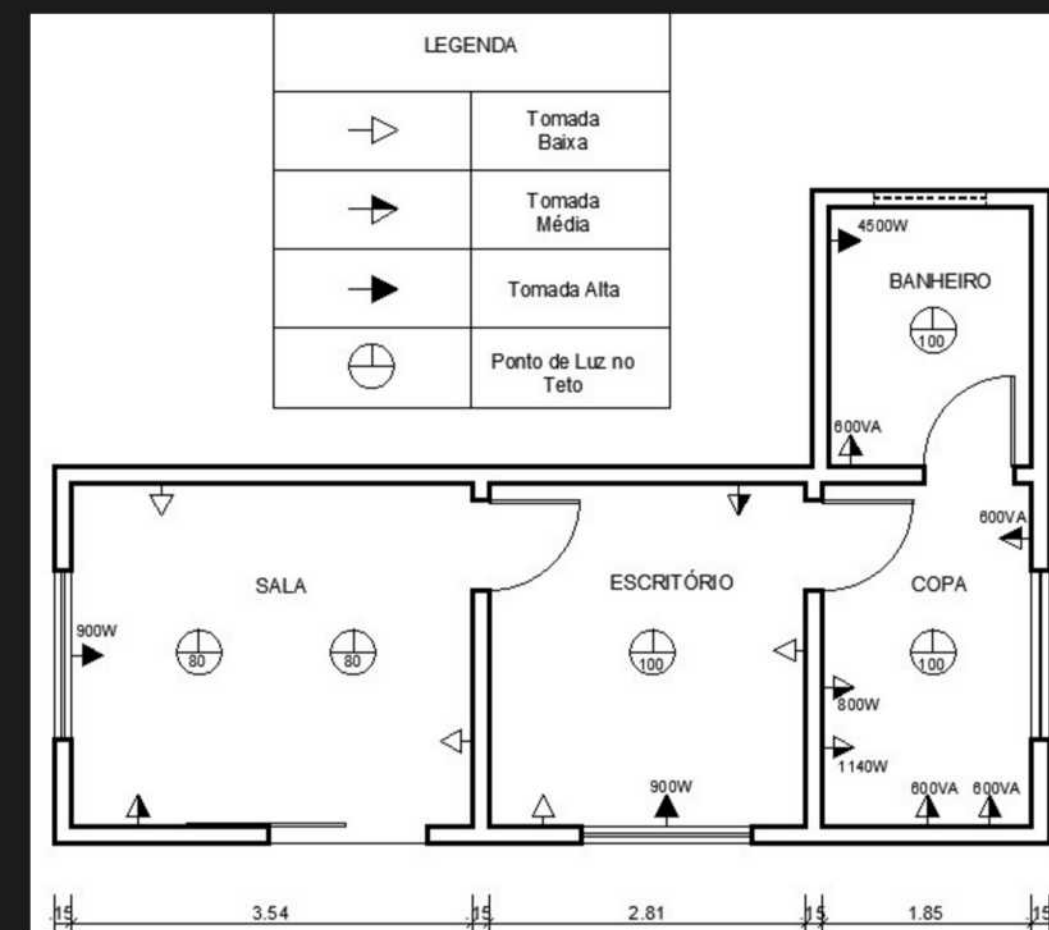 LEGENDA
Tomada
Baixa
Tomada
Média
Tomada Alta
Ponto de Luz no
Teto
4500W
BANHEIRO
100
600VA
600VA
SALA
ESCRITÓRIO
COPA
900W
80
80
100
100
800W
1140W
900W
600VA
600VA
.15
3.54
.15
2.81
.15
1.85
.15